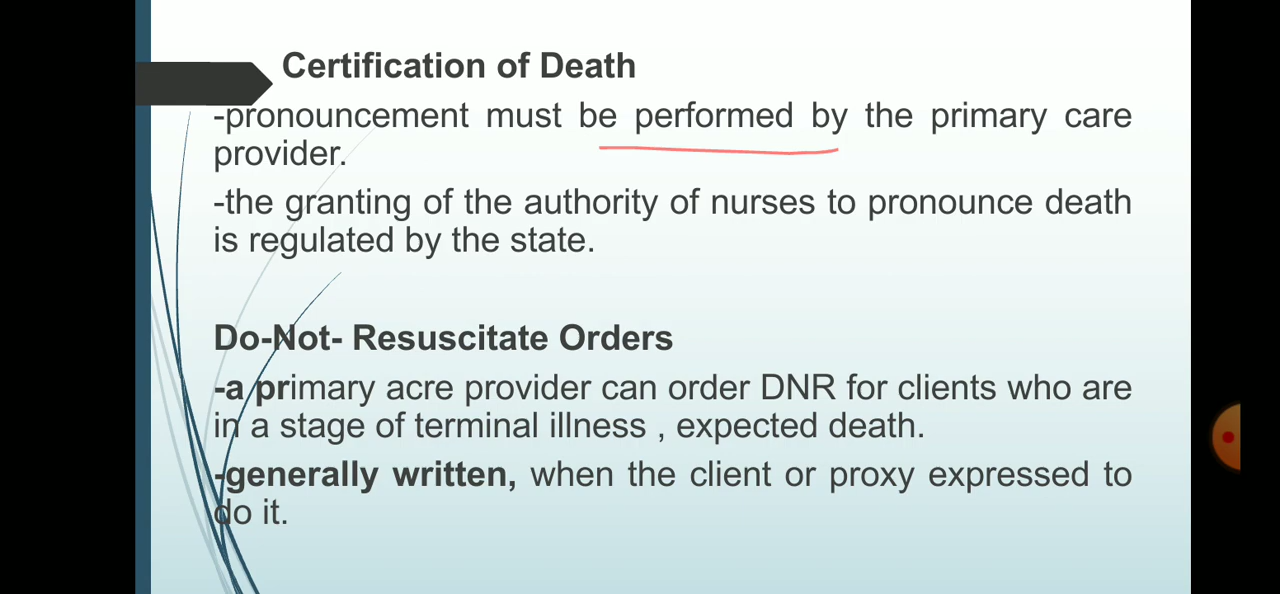 Certification of Death
-pronouncement must be performed by the primary care
provider.
-the granting of the authority of nurses to pronounce death
is regulated by the state.
Do-Not- Resuscitate Orders
-a primary acre provider can order DNR for clients who are
in a stage of terminal illness , expected death.
-generally written, when the client or proxy expressed to
do it.